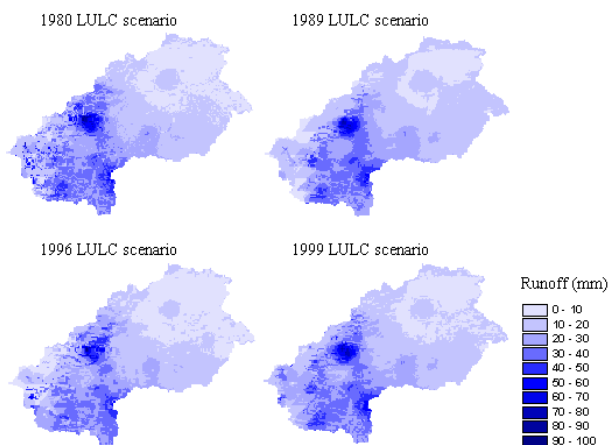 1980 LULC scenario
1989 LULC scenario
1996 LULC scenario
1999 LULC scenario
Runoff (mm)
0 - 10
10 - 20
20 - 30
30 - 40
40 - 50
50 - 60
60 - 70
70 - 80
80 - 90
90 - 100